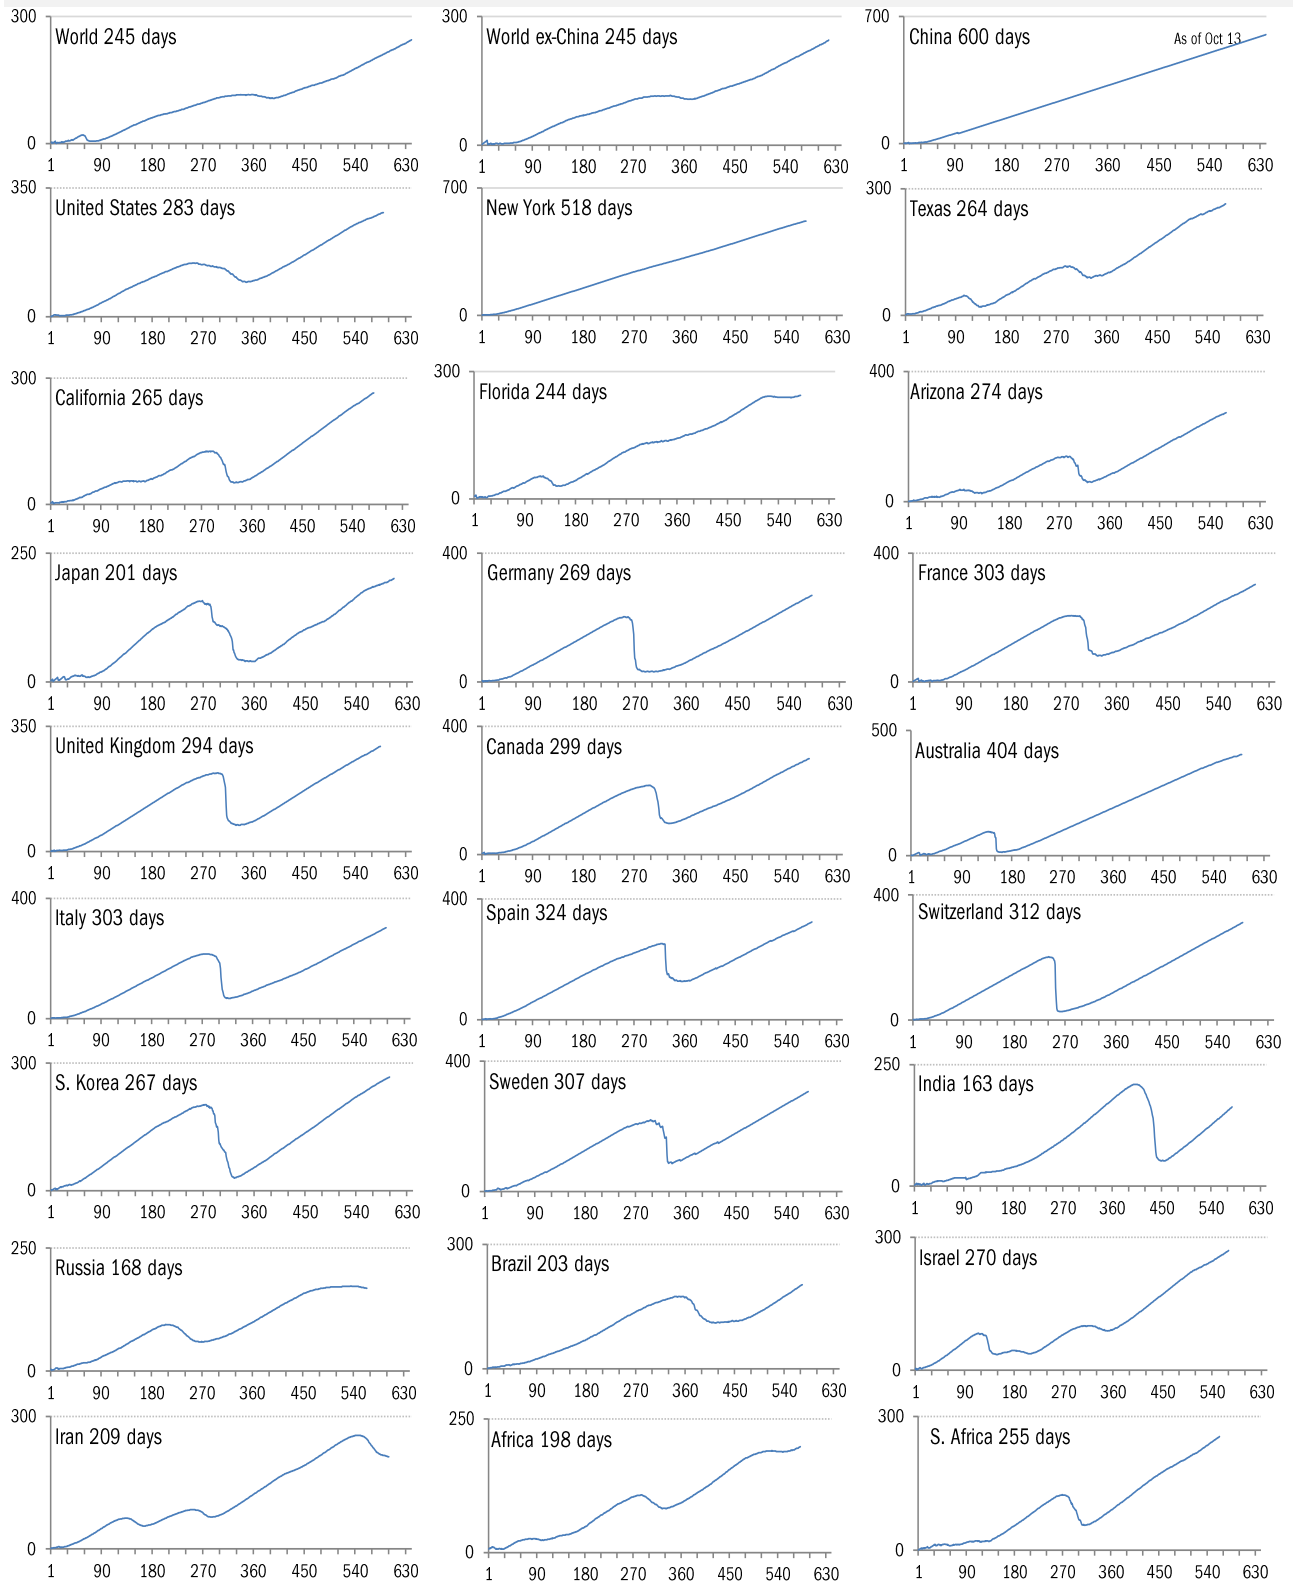 300 300 700
World 245 days World ex-China 245 days China 600 days
As of Oct 13
0 0 0
1 90 180 270 360 450 540 630 1 90 180 270 360 450 540 630 1 90 180 270 360 450 540 630
350 700 300
United States 283 days New York 518 days Texas 264 days
0 0 0
1 90 180 270 360 450 540 630 1 90 180 270 360 450 540 630 1 90 180 270 360 450 540 630
300 300 400
California 265 days Florida 244 days Arizona 274 days
0 0 0
1 90 180 270 360 450 540 630 1 90 180 270 360 450 540 630 1 90 180 270 360 450 540 630
250 400 400
Japan 201 days Germany 269 days France 303 days
0 0 0
1 90 180 270 360 450 540 630 1 90 180 270 360 450 540 630 1 90 180 270 360 450 540 630
350 400 500
United Kingdom 294 days Canada 299 days Australia 404 days
0 0 0
1 90 180 270 360 450 540 630 1 90 180 270 360 450 540 630 1 90 180 270 360 450 540 630
400 400 400
Italy 303 days Spain 324 days Switzerland 312 days
0 0 0
1 90 180 270 360 450 540 630 1 90 180 270 360 450 540 630 1 90 180 270 360 450 540 630
300 400 250
S. Korea 267 days Sweden 307 days India 163 days
0 0 0
1 90 180 270 360 450 540 630 1 90 180 270 360 450 540 630 1 90 180 270 360 450 540 630
250 300 300
Russia 168 days Brazil 203 days Israel 270 days
0 0 0
1 90 180 270 360 450 540 630 1 90 180 270 360 450 540 630 1 90 180 270 360 450 540 630
300 250 300
Iran 209 days Africa 198 days S. Africa 255 days
0 0 0
1 90 180 270 360 450 540 630 1 90 180 270 360 450 540 630 1 90 180 270 360 450 540 630